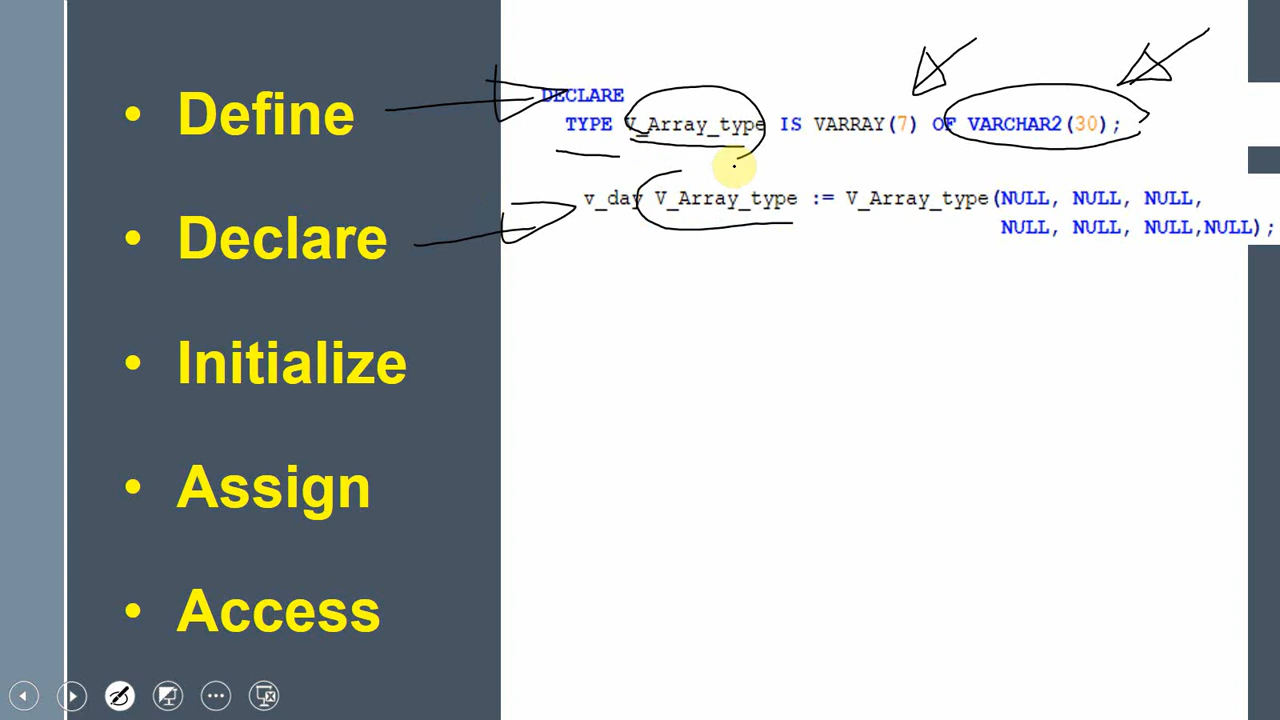 • Define
• Declare
• Initialize
• Assign
• Access
DECLARE
TYPE V_Array_type IS VARRAY(7) OF VARCHAR2(30);
v_day V_Array_type := V_Array_type(NULL, NULL, NULL,
NULL, NULL, NULL,NULL);